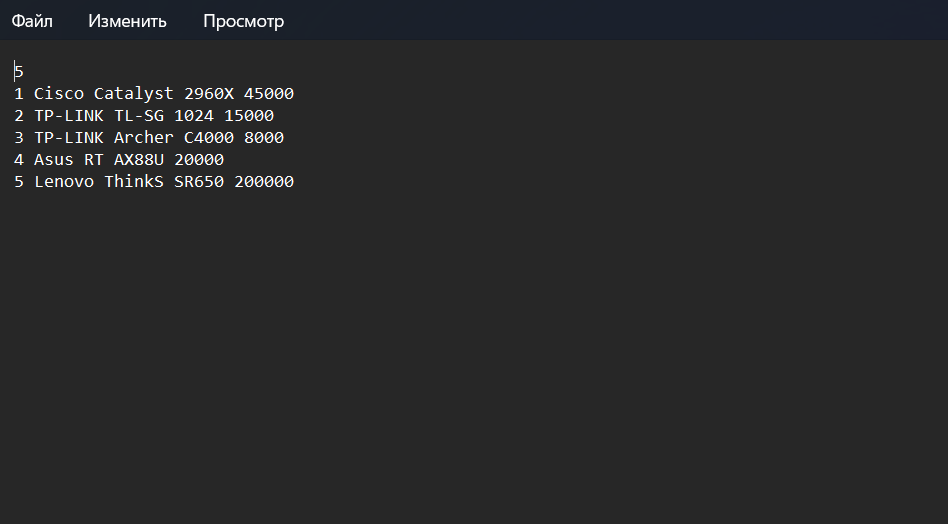 Файл Изменить Просмотр
5
1 Cisco Catalyst 2960X 45000
2 TP-LINK TL-SG 1024 15000
3 TP-LINK Archer C4000 8000
4 Asus RT AX88U 20000
5 Lenovo ThinkS SR650 200000